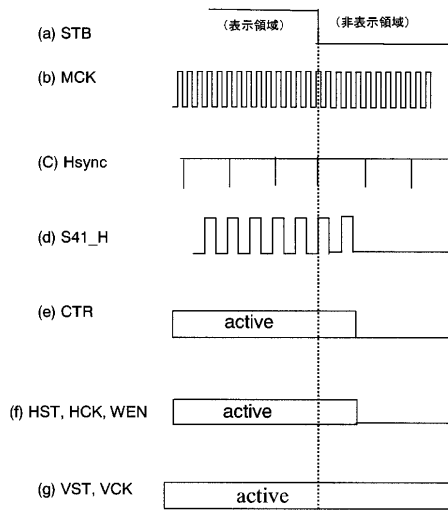 (表示領域)
(非表示領域)
(a) STB
(b) MCK
(C) Hsync
(d) S41_H
(e) CTR
active
(f) HST, HCK, WEN
active
(g) VST, VCK
active